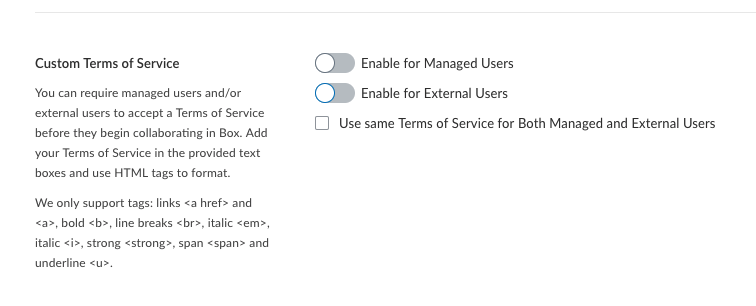 Custom Terms of Service
You can require managed users and/or
external users to accept a Terms of Service
before they begin collaborating in Box. Add
your Terms of Service in the provided text
boxes and use HTML tags to format.
We only support tags: links <a href> and
<a>, bold <b>, line breaks <br>, italic <em>,
italic <i>, strong <strong>, span <span> and
underline <u>.
Enable for Managed Users
Enable for External Users
Use same Terms of Service for Both Managed and External Users